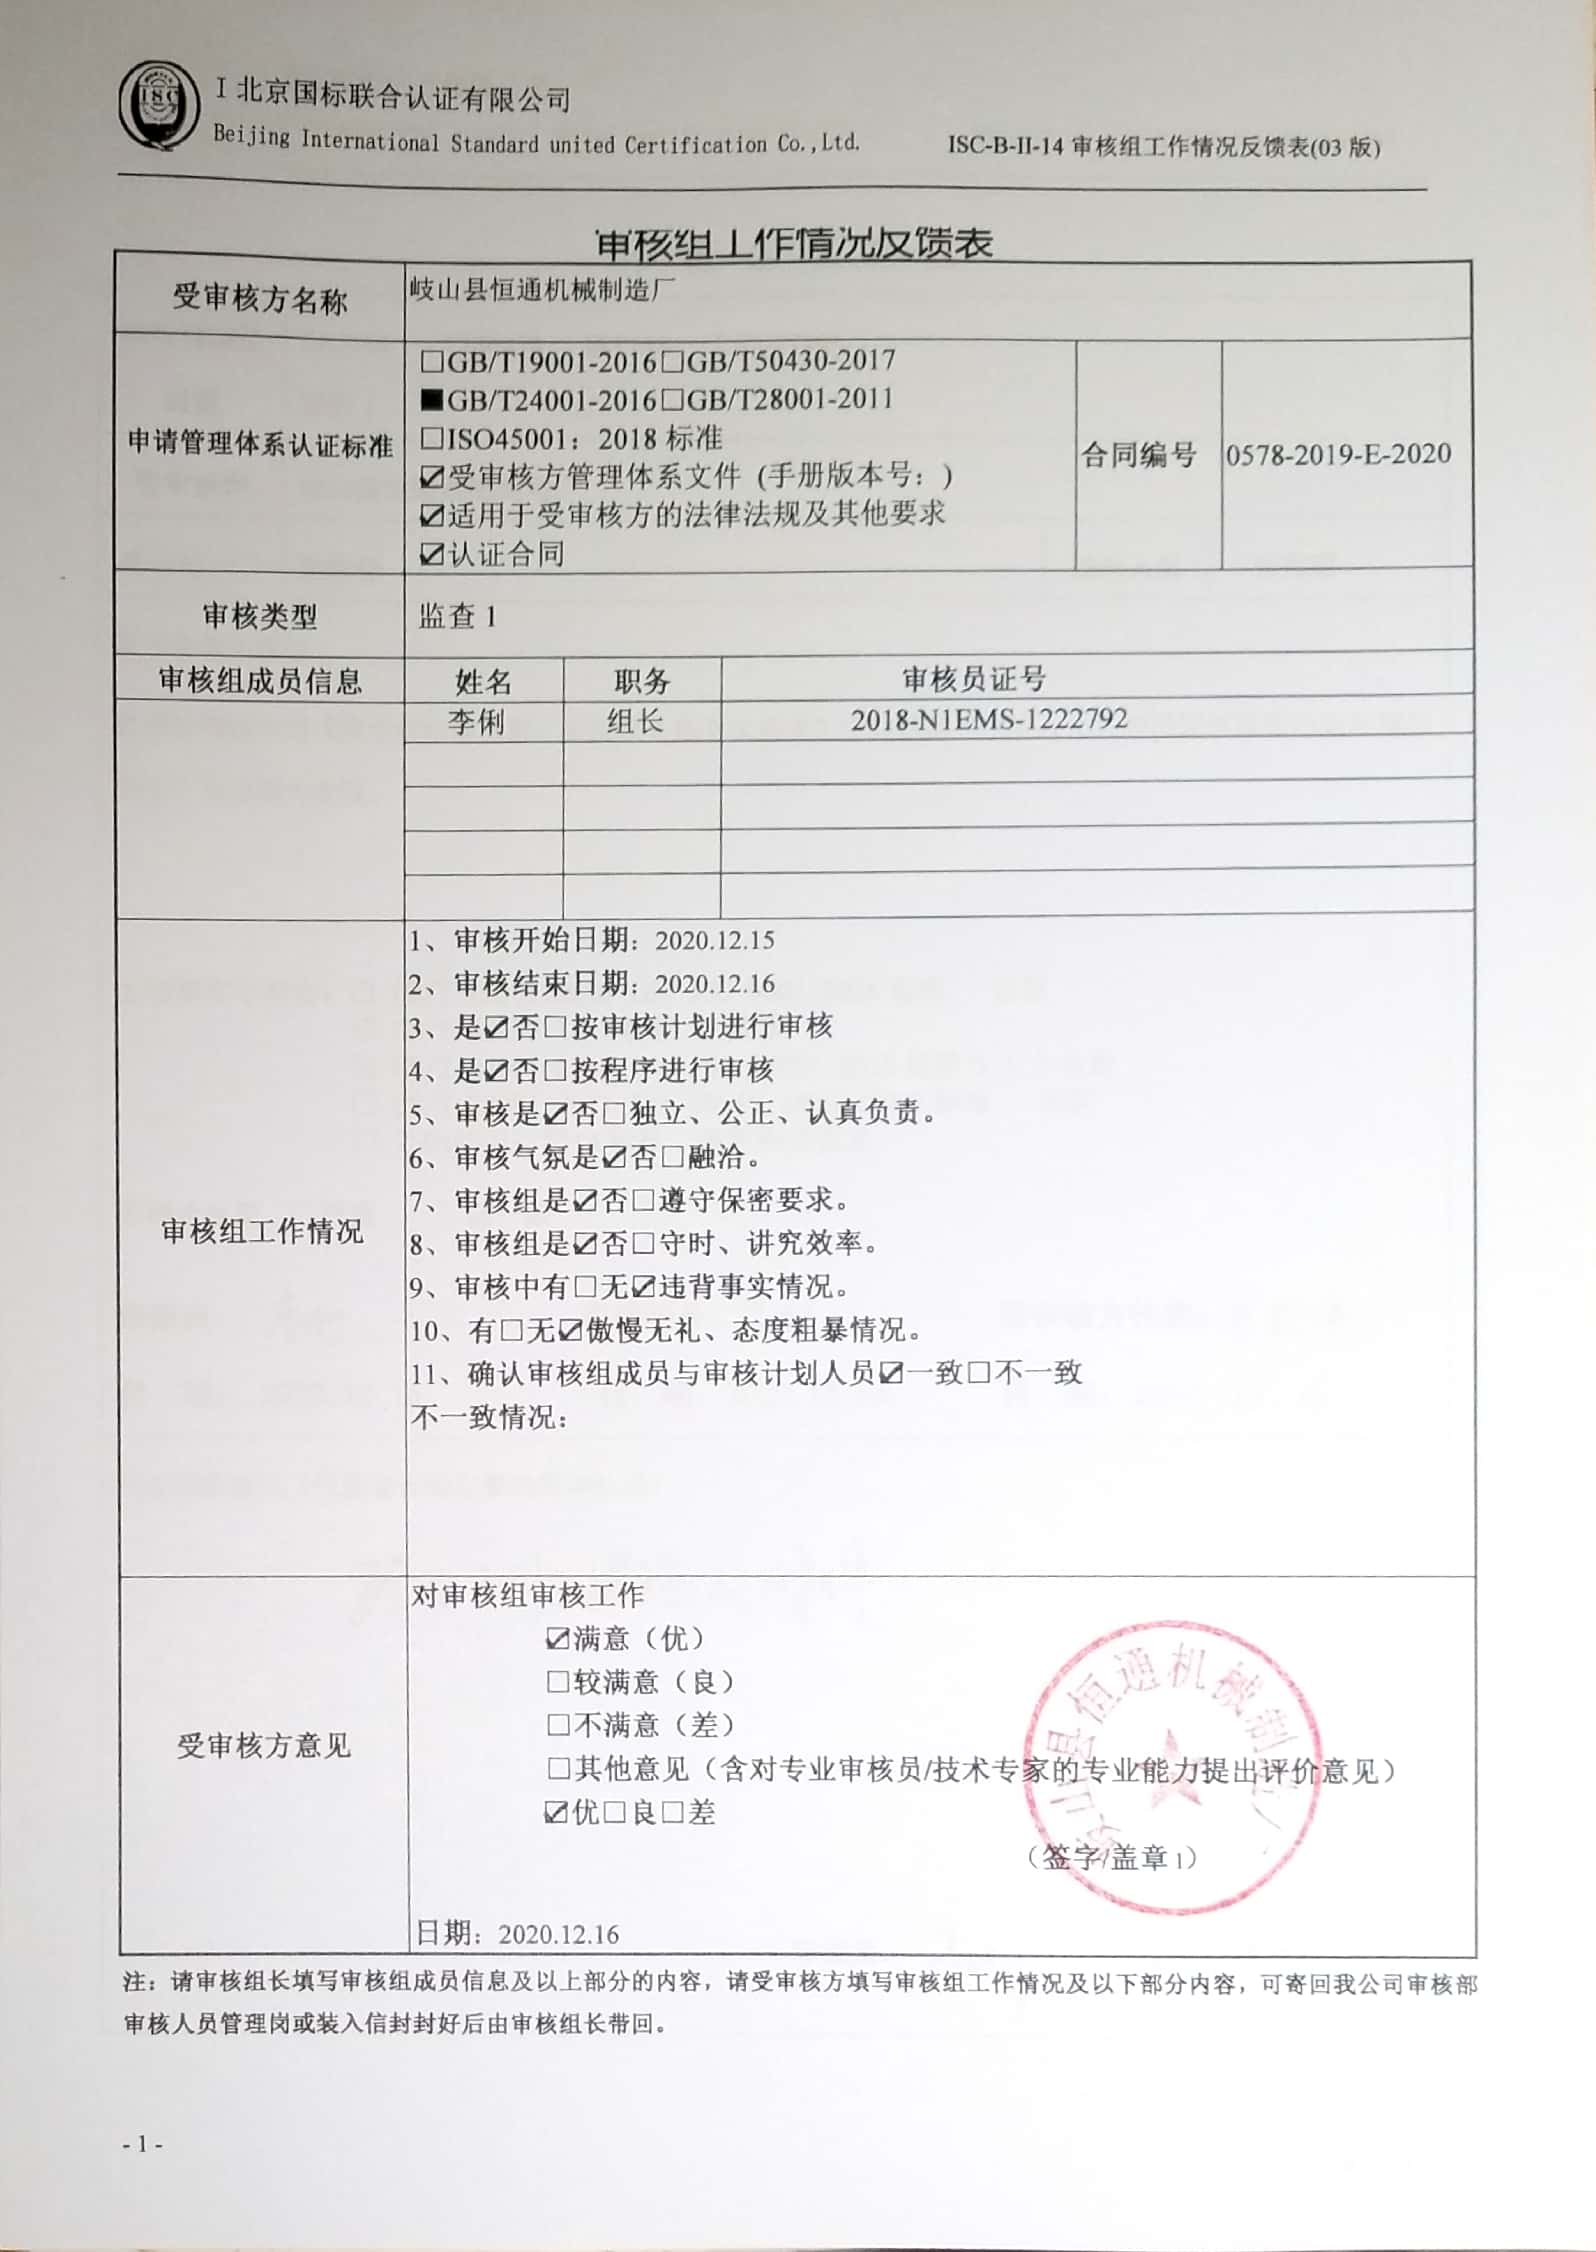 ISC
I 北京国标联合认证有限公司
Beijing International Standard united Certification Co.,Ltd.
ISC-B-II-14 审核组工作情况反馈表(03 版)
审核组工作情况反馈表
受审核方名称
岐山县恒通机械制造厂
申请管理体系认证标准
□GB/T19001-2016□GB/T50430-2017
■GB/T24001-2016□GB/T28001-2011
□ISO45001：2018 标准
☑受审核方管理体系文件 (手册版本号：)
☑适用于受审核方的法律法规及其他要求
☑认证合同
合同编号
0578-2019-E-2020
审核类型
监查 1
审核组成员信息 姓名 职务 审核员证号
李俐 组长 2018-N1EMS-1222792
审核组工作情况
1、审核开始日期：2020.12.15
2、审核结束日期：2020.12.16
3、是☑否□按审核计划进行审核
4、是☑否□按程序进行审核
5、审核是☑否□独立、公正、认真负责。
6、审核气氛是☑否□融洽。
7、审核组是☑否□遵守保密要求。
8、审核组是☑否□守时、讲究效率。
9、审核中有□无☑违背事实情况。
10、有□无☑傲慢无礼、态度粗暴情况。
11、确认审核组成员与审核计划人员☑一致□不一致
不一致情况：
受审核方意见
对审核组审核工作
☑满意（优）
□较满意（良）
□不满意（差）
□其他意见（含对专业审核员/技术专家的专业能力提出评价意见）
☑优□良□差
（签字/盖章 1）
日期：2020.12.16
岐山县恒通机械制造厂
注：请审核组长填写审核组成员信息及以上部分的内容，请受审核方填写审核组工作情况及以下部分内容，可寄回我公司审核部
审核人员管理岗或装入信封封好后由审核组长带回。
- 1 -